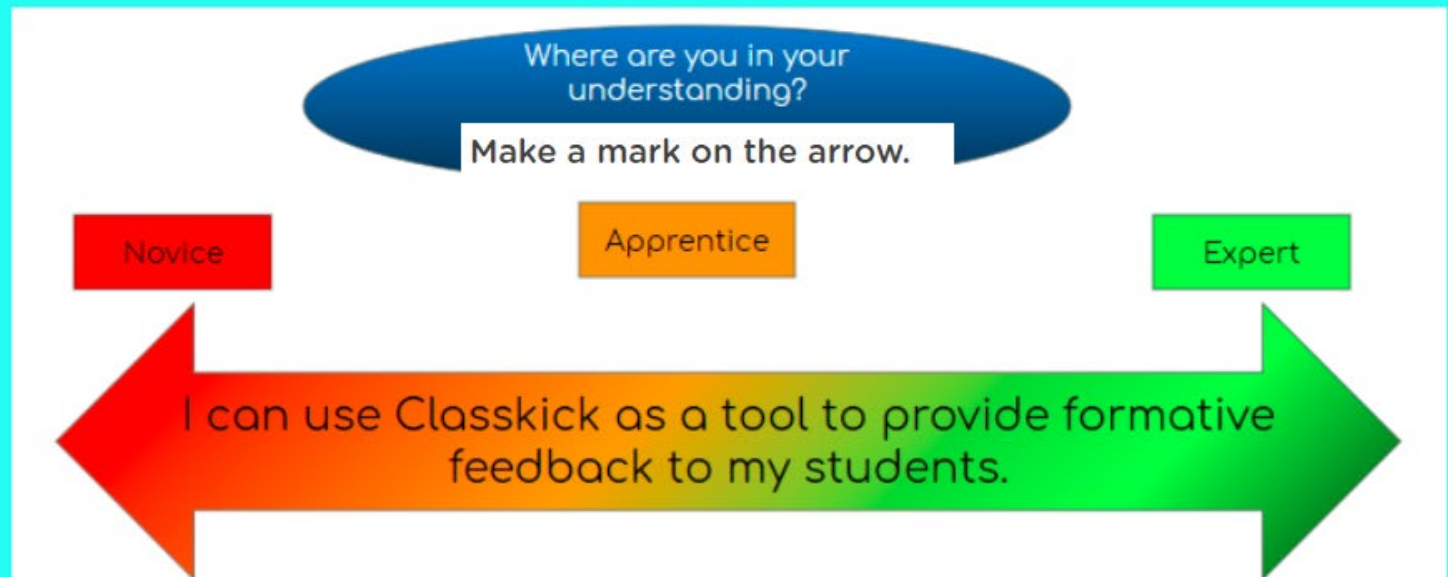 Where are you in your
understanding?
Make a mark on the arrow.
Novice
Apprentice
Expert
I can use Classkick as a tool to provide formative
feedback to my students.